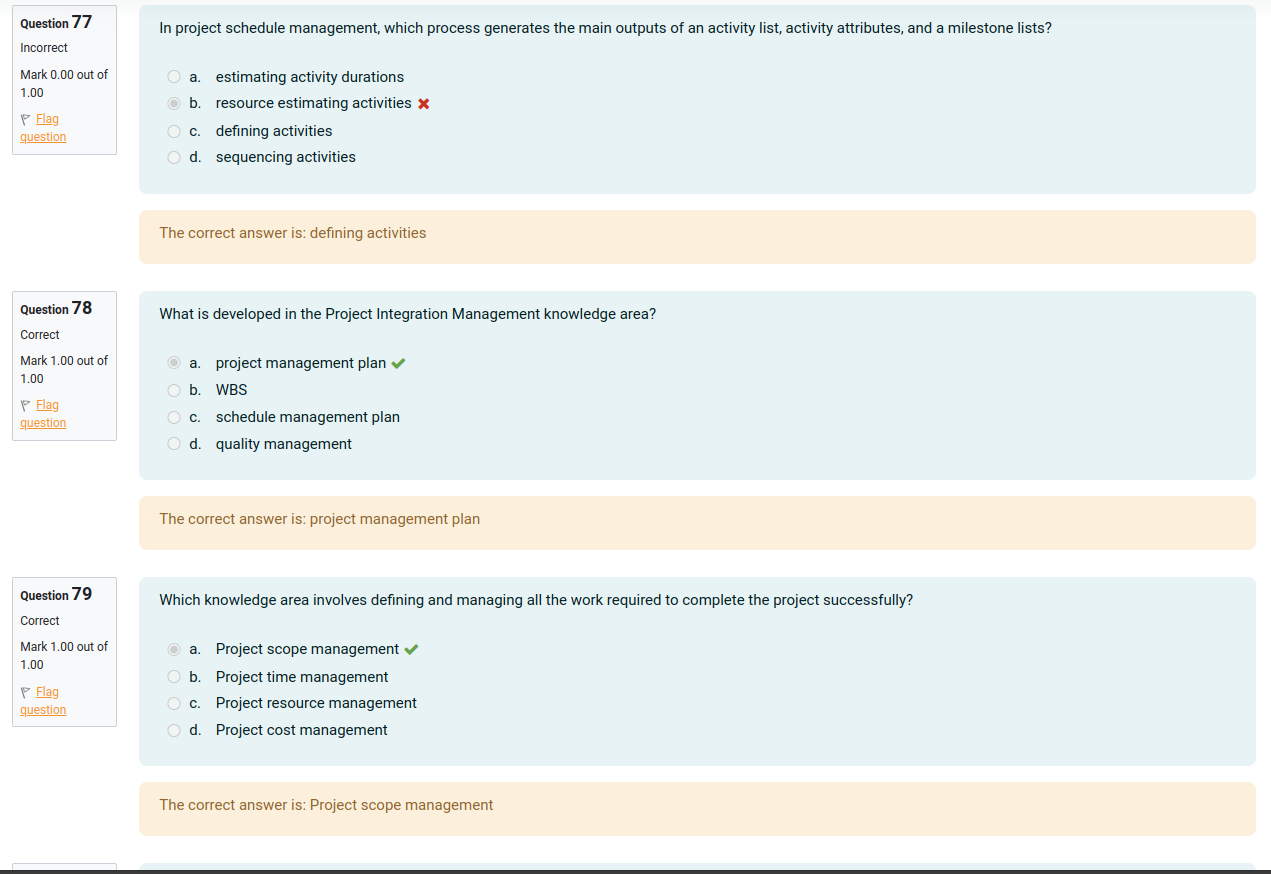 Question 77
Incorrect
Mark 0.00 out of
1.00
Flag
question
In project schedule management, which process generates the main outputs of an activity list, activity attributes, and a milestone lists?
a. estimating activity durations
b. resource estimating activities
c. defining activities
d. sequencing activities
The correct answer is: defining activities
Question 78
Correct
Mark 1.00 out of
1.00
Flag
question
What is developed in the Project Integration Management knowledge area?
a. project management plan
b. WBS
c. schedule management plan
d. quality management
The correct answer is: project management plan
Question 79
Correct
Mark 1.00 out of
1.00
Flag
question
Which knowledge area involves defining and managing all the work required to complete the project successfully?
a. Project scope management
b. Project time management
c. Project resource management
d. Project cost management
The correct answer is: Project scope management